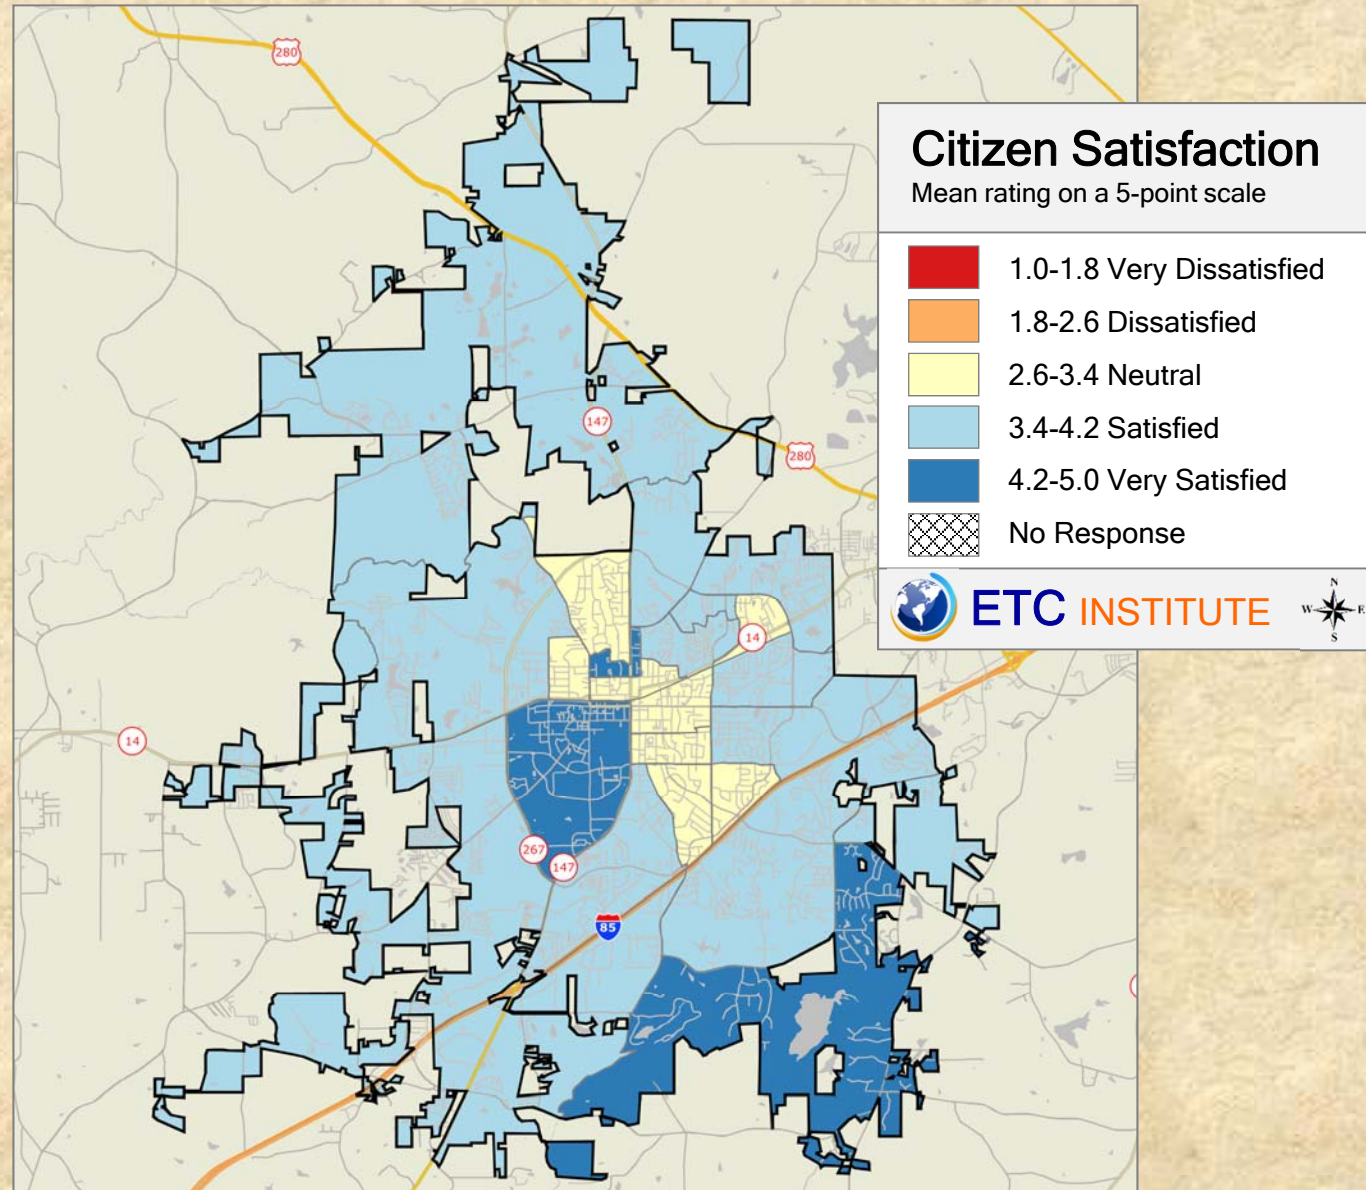 280
Citizen Satisfaction
Mean rating on a 5-point scale
1.0-1.8 Very Dissatisfied
1.8-2.6 Dissatisfied
2.6-3.4 Neutral
147
3.4-4.2 Satisfied
280
4.2-5.0 Very Satisfied
No Response
ETC INSTITUTE
N
W E
S
14
14
267
147
85